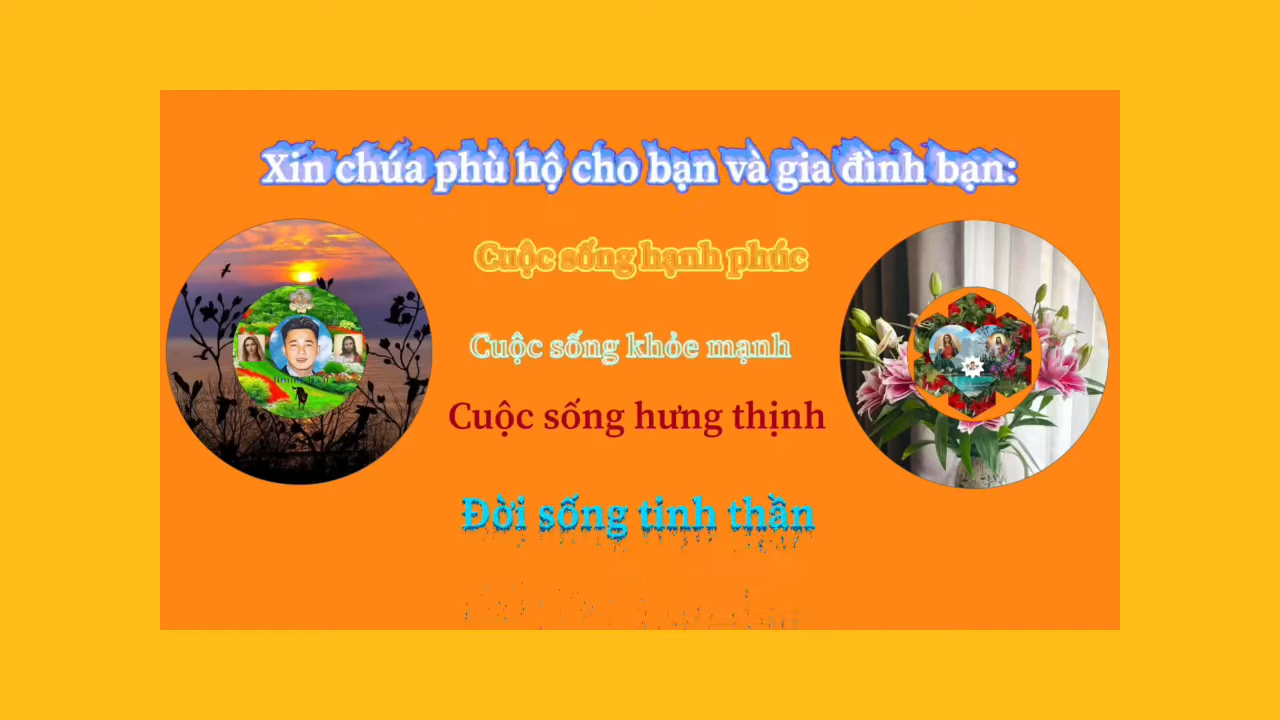 Xin chúa phù hộ cho bạn và gia đình bạn:
Cuộc sống hạnh phúc
Cuộc sống khỏe mạnh
Cuộc sống hưng thịnh
Đời sống tinh thần